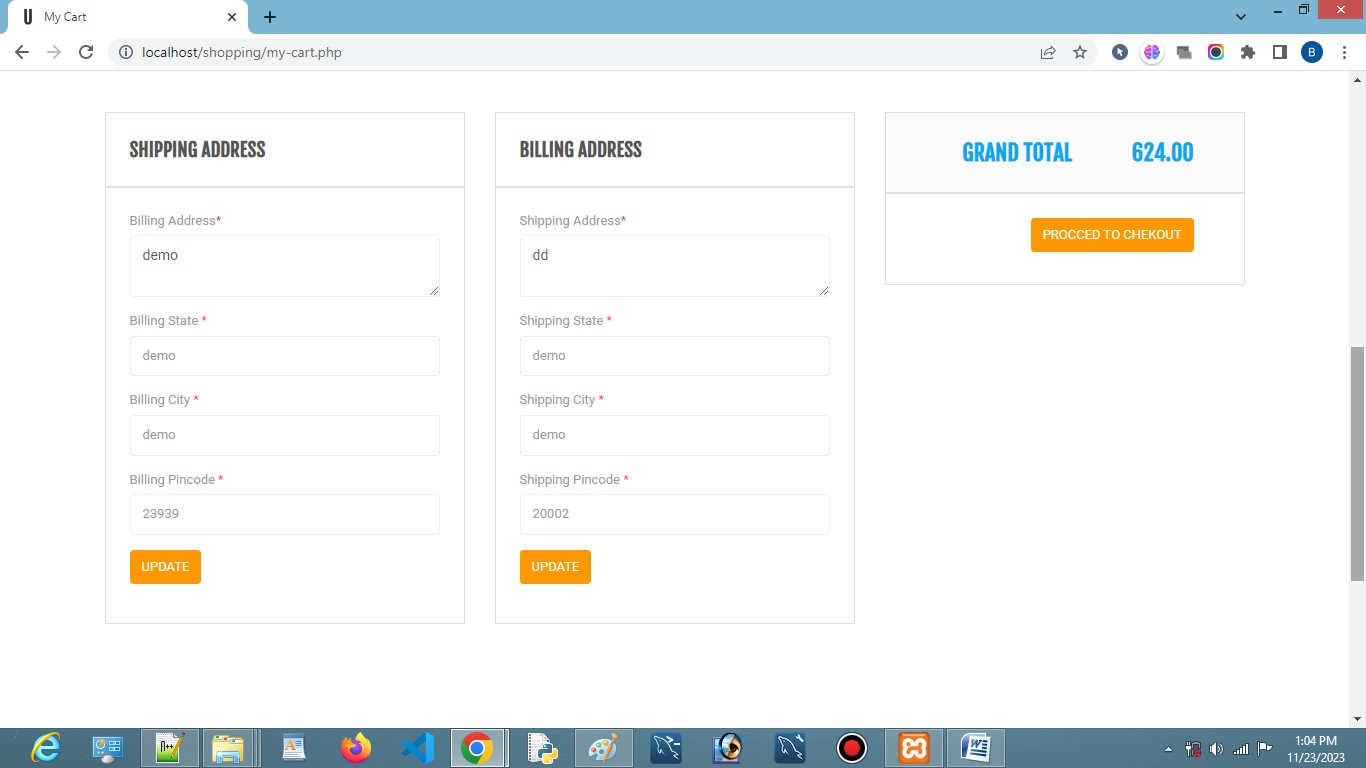 My Cart
localhost/shopping/my-cart.php
B
SHIPPING ADDRESS
Billing Address*
demo
Billing State *
demo
Billing City *
demo
Billing Pincode *
23939
UPDATE
BILLING ADDRESS
Shipping Address*
dd
Shipping State *
demo
Shipping City *
demo
Shipping Pincode *
20002
UPDATE
GRAND TOTAL 624.00
PROCCED TO CHEKOUT
1:04 PM
11/23/2023